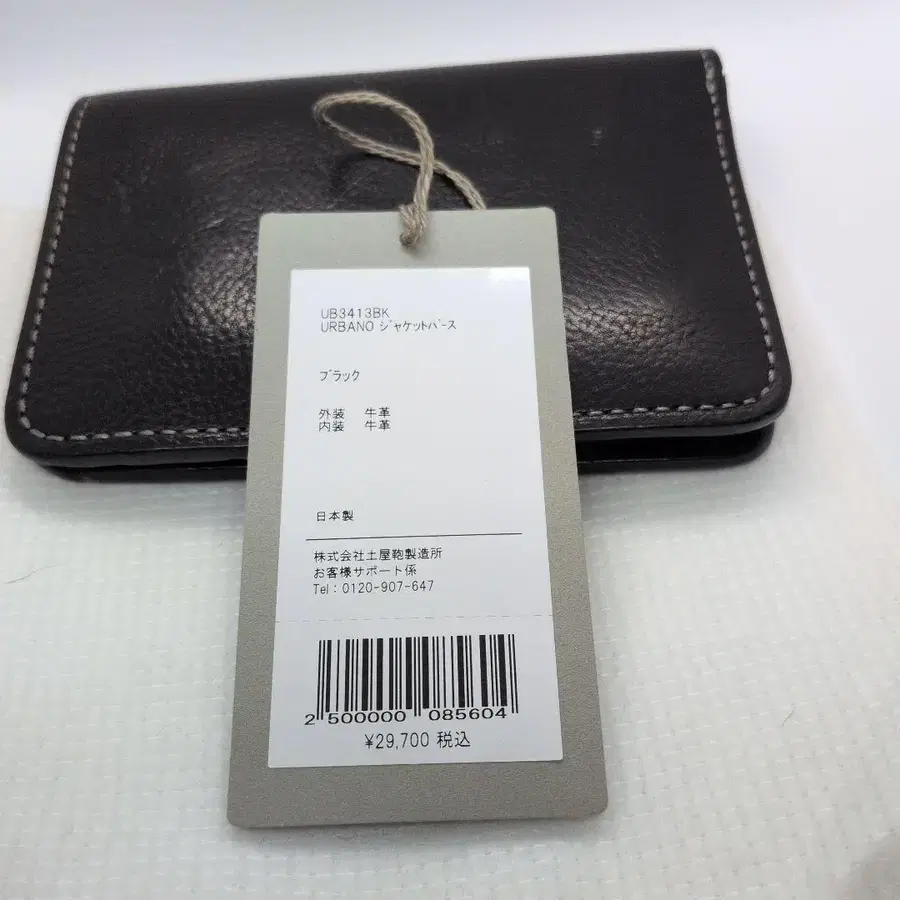 UB3413BK
URBANO ｼﾞｬｹｯﾄﾊﾟｰｽ
ﾌﾞﾗｯｸ
外装 牛革
内装 牛革
日本製
株式会社土屋鞄製造所
お客様サポート係
Tel：0120-907-647
2 500000 085604
¥29,700 税込